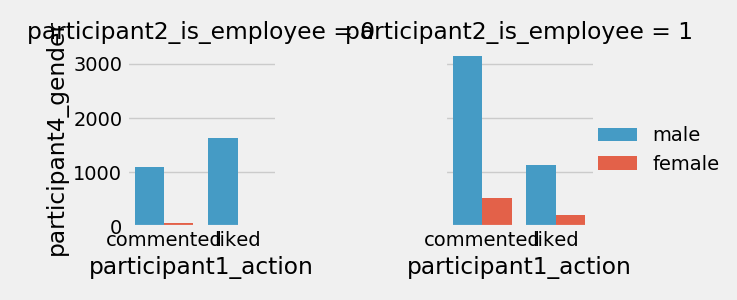 participant2_is_employee = 0
participant2_is_employee = 1
participant4_gender
3000
2000
1000
0
commented
liked
commented
liked
participant1_action
participant1_action
male
female